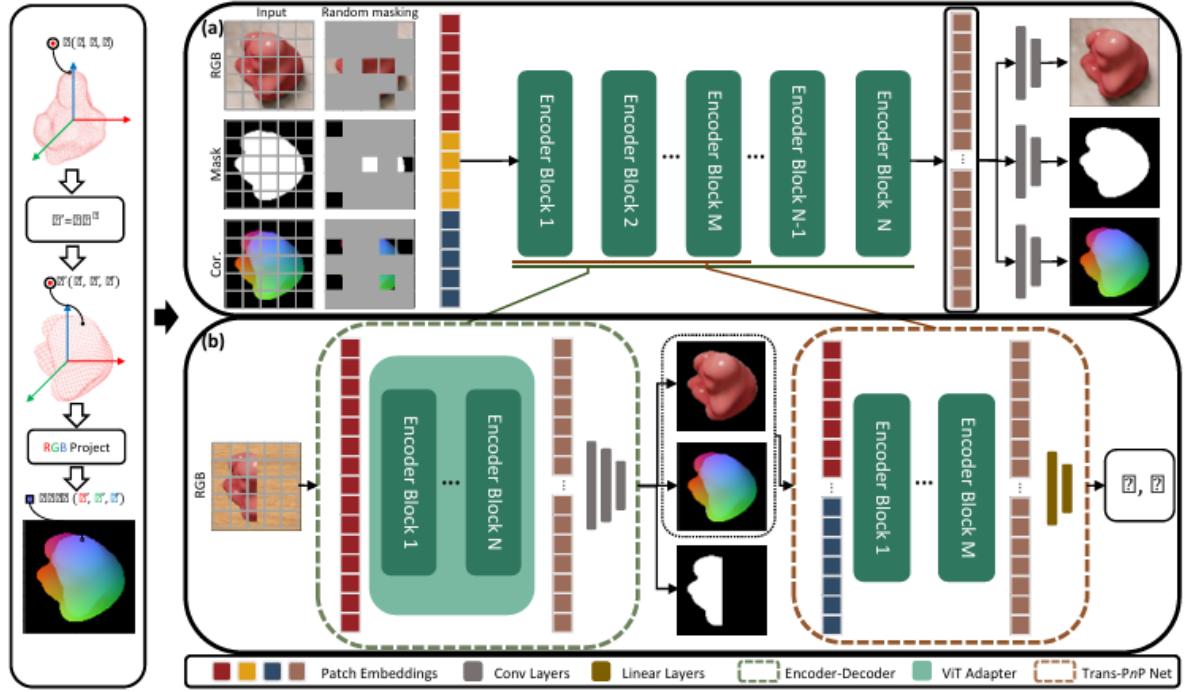 RGB Project
(a)
Input
Random masking
RGB
Mask
Cor.
Encoder Block 1
Encoder Block 2
...
Encoder Block M
...
Encoder Block N-1
Encoder Block N
...
(b)
RGB
Encoder Block 1
...
Encoder Block N
...
...
Encoder Block 1
...
Encoder Block M
...
Patch Embeddings
Conv Layers
Linear Layers
Encoder-Decoder
ViT Adapter
Trans-PnP Net